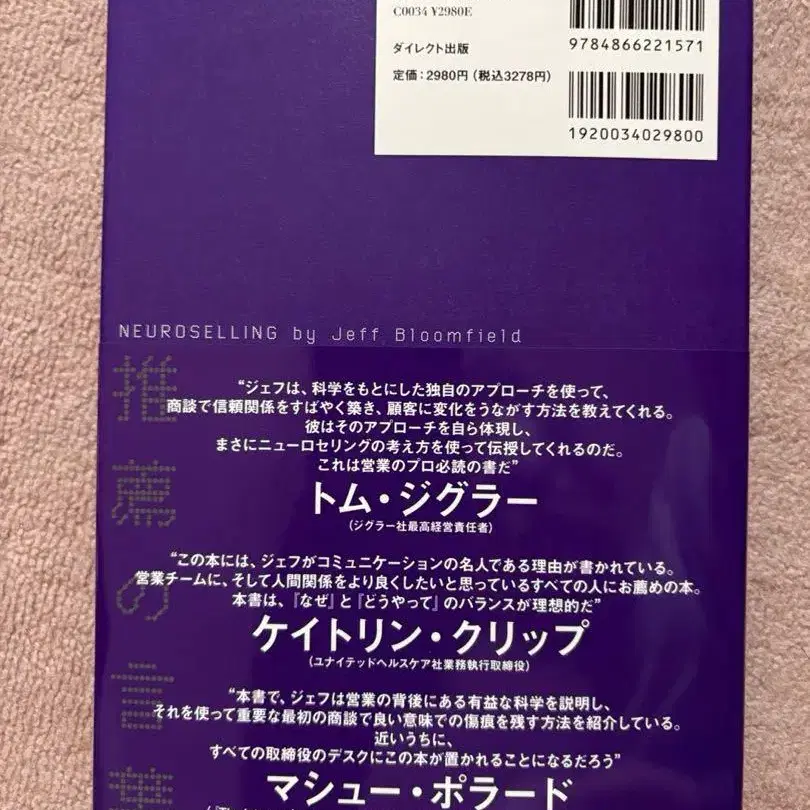 C0034 ¥2980E
ダイレクト出版
定価：2980円（税込3278円）
9784866221571
1920034029800
NEUROSELLING by Jeff Bloomfield
推薦の言葉
“ジェフは、科学をもとにした独自のアプローチを使って、
商談で信頼関係をすばやく築き、顧客に変化をうながす方法を教えてくれる。
彼はそのアプローチを自ら体現し、
まさにニューロセリングの考え方を使って伝授してくれるのだ。
これは営業のプロ必読の書だ”
トム・ジグラー
（ジグラー社最高経営責任者）
“この本には、ジェフがコミュニケーションの名人である理由が書かれている。
営業チームに、そして人間関係をより良くしたいと思っているすべての人にお薦めの本。
本書は、『なぜ』と『どうやって』のバランスが理想的だ”
ケイトリン・クリップ
（ユナイテッドヘルスケア社業務執行取締役）
“本書で、ジェフは営業の背後にある有益な科学を説明し、
それを使って重要な最初の商談で良い意味での傷痕を残す方法を紹介している。
近いうちに、
すべての取締役のデスクにこの本が置かれることになるだろう”
マシュー・ポラード